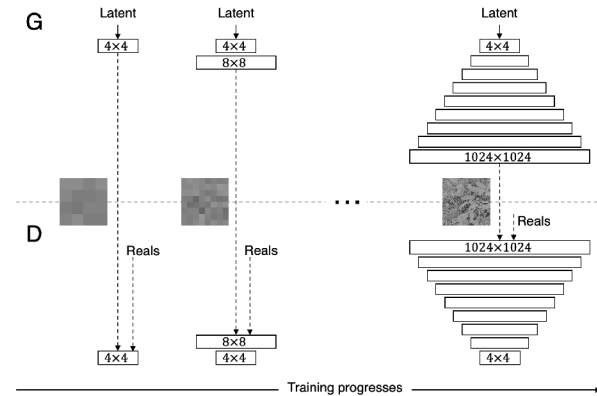 G
Latent Latent Latent
4×4 4×4 4×4
8×8
1024×1024
Reals
D
Reals Reals
1024×1024
8×8
4×4 4×4 4×4
Training progresses